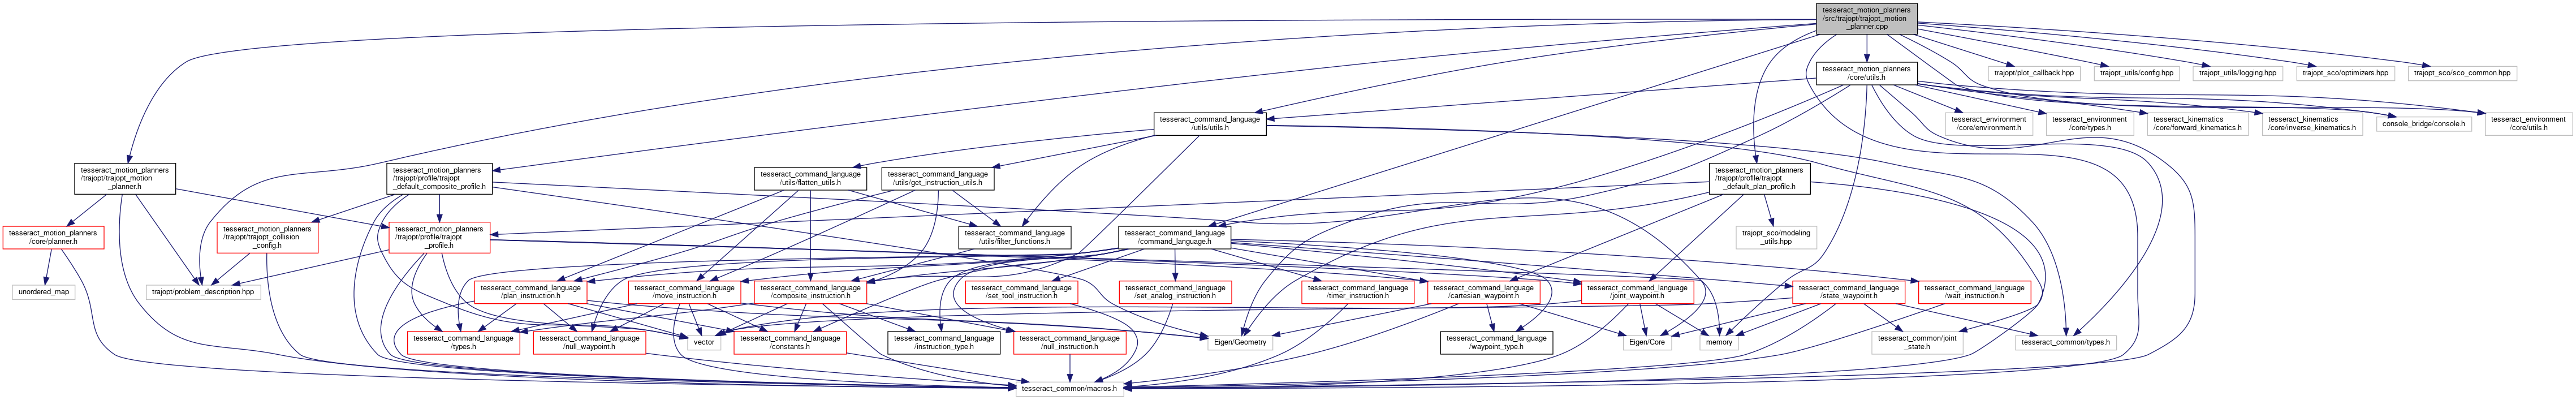 tesseract_motion_planners
/src/trajopt/trajopt_motion
_planner.cpp
tesseract_motion_planners
/core/utils.h
trajopt/plot_callback.hpp
trajopt_utils/config.hpp
trajopt_utils/logging.hpp
trajopt_sco/optimizers.hpp
trajopt_sco/sco_common.hpp
tesseract_command_language
/utils/utils.h
tesseract_environment
/core/environment.h
tesseract_environment
/core/types.h
tesseract_kinematics
/core/forward_kinematics.h
tesseract_kinematics
/core/inverse_kinematics.h
console_bridge/console.h
tesseract_environment
/core/utils.h
tesseract_motion_planners
/trajopt/trajopt_motion
_planner.h
tesseract_motion_planners
/trajopt/profile/trajopt
_default_composite_profile.h
tesseract_command_language
/utils/flatten_utils.h
tesseract_command_language
/utils/get_instruction_utils.h
tesseract_motion_planners
/trajopt/profile/trajopt
_default_plan_profile.h
tesseract_motion_planners
/core/planner.h
tesseract_motion_planners
/trajopt/trajopt_collision
_config.h
tesseract_motion_planners
/trajopt/profile/trajopt
_profile.h
tesseract_command_language
/utils/filter_functions.h
tesseract_command_language
/command_language.h
trajopt_sco/modeling
_utils.hpp
unordered_map
trajopt/problem_description.hpp
tesseract_command_language
/plan_instruction.h
tesseract_command_language
/move_instruction.h
tesseract_command_language
/composite_instruction.h
tesseract_command_language
/set_tool_instruction.h
tesseract_command_language
/set_analog_instruction.h
tesseract_command_language
/timer_instruction.h
tesseract_command_language
/cartesian_waypoint.h
tesseract_command_language
/joint_waypoint.h
tesseract_command_language
/state_waypoint.h
tesseract_command_language
/wait_instruction.h
tesseract_command_language
/types.h
tesseract_command_language
/null_waypoint.h
vector
tesseract_command_language
/constants.h
tesseract_command_language
/instruction_type.h
tesseract_command_language
/null_instruction.h
Eigen/Geometry
tesseract_command_language
/waypoint_type.h
Eigen/Core
memory
tesseract_common/joint
_state.h
tesseract_common/types.h
tesseract_common/macros.h